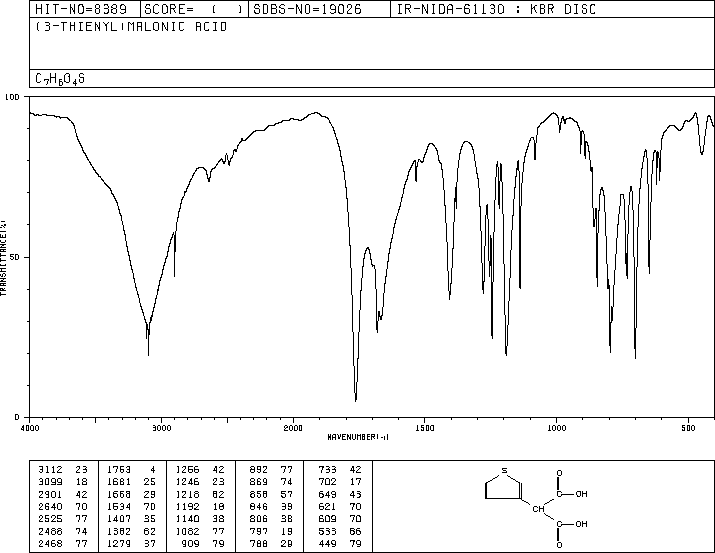 HIT-NO=8389 SCORE= ( ) SDBS-NO=19026 IR-NIDA-61130 : KBR DISC
(3-THIENYL)MALONIC ACID
C7H6O4S
100
50
0
TRANSMITTANCE(%)
4000 3000 2000 1500 1000 500
WAVENUMBER(-1)
3112 23 1763 4 1256 42 892 77 733 42
3099 18 1681 25 1246 23 869 74 702 17
2901 42 1668 29 1218 62 858 57 649 43
2640 70 1534 70 1192 18 846 39 621 70
2525 77 1407 35 1140 38 806 38 609 70
2486 74 1382 62 1082 77 797 19 533 86
2468 77 1279 37 909 79 788 29 449 79
S
O
C-OH
CH
C-OH
O